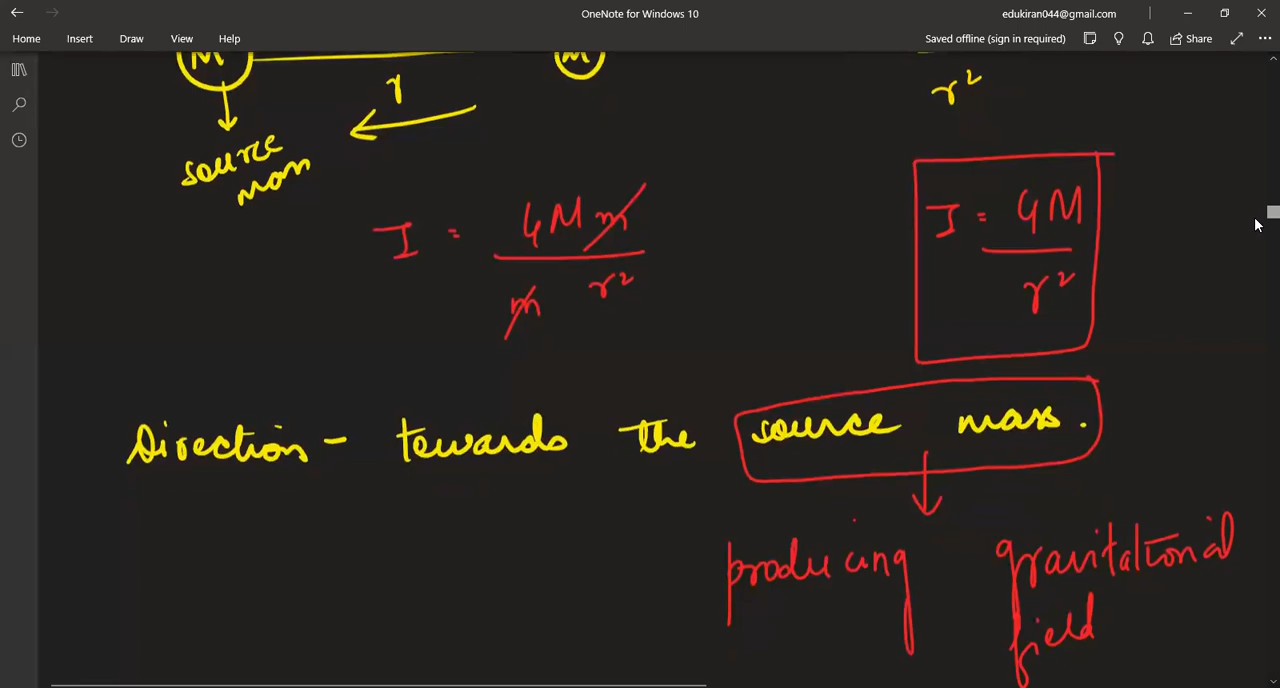 OneNote for Windows 10
edukiran044@gmail.com
Home Insert Draw View Help
Saved offline (sign in required)
Share
M
m
r
r²
source
mass
I = GMm
m r²
I = GM
r²
Direction - towards the source mass.
producing gravitational
field